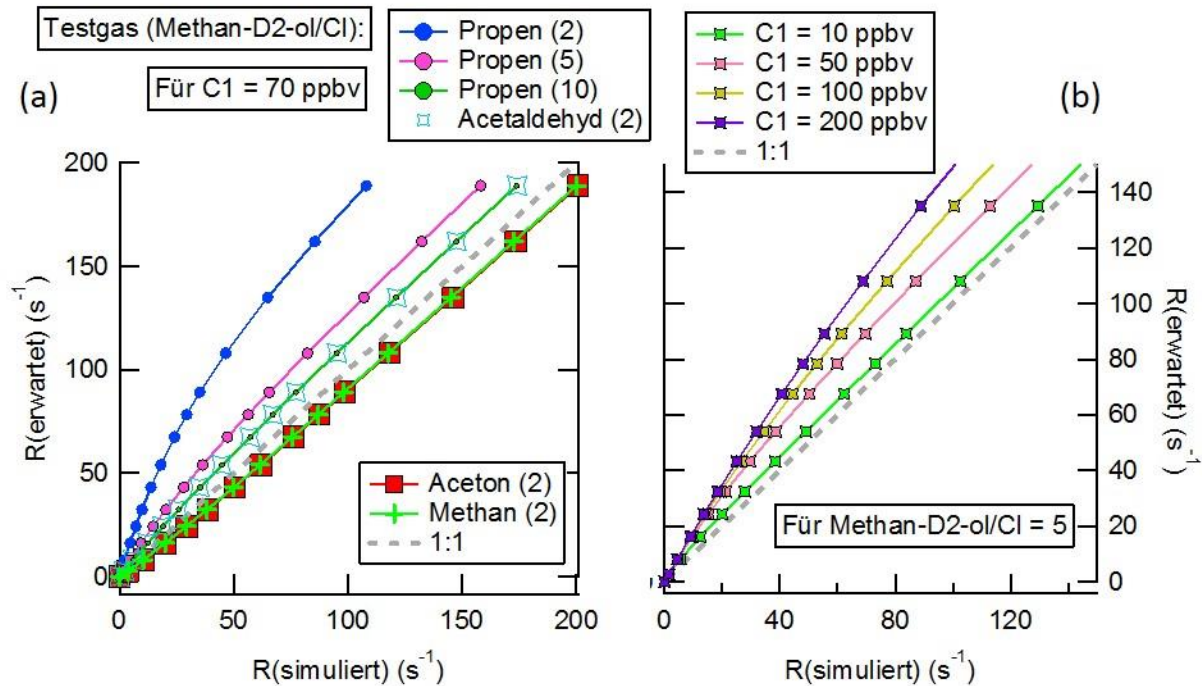 Testgas (Methan-D2-ol/Cl):
Für C1 = 70 ppbv
(a)
Propen (2)
Propen (5)
Propen (10)
Acetaldehyd (2)
200
150
100
50
0
R(erwartet) (s⁻¹)
Aceton (2)
Methan (2)
1:1
0
50
100
150
200
R(simuliert) (s⁻¹)
C1 = 10 ppbv
C1 = 50 ppbv
C1 = 100 ppbv
C1 = 200 ppbv
1:1
(b)
140
120
100
80
60
40
20
0
R(erwartet) (s⁻¹)
Für Methan-D2-ol/Cl = 5
0
40
80
120
R(simuliert) (s⁻¹)